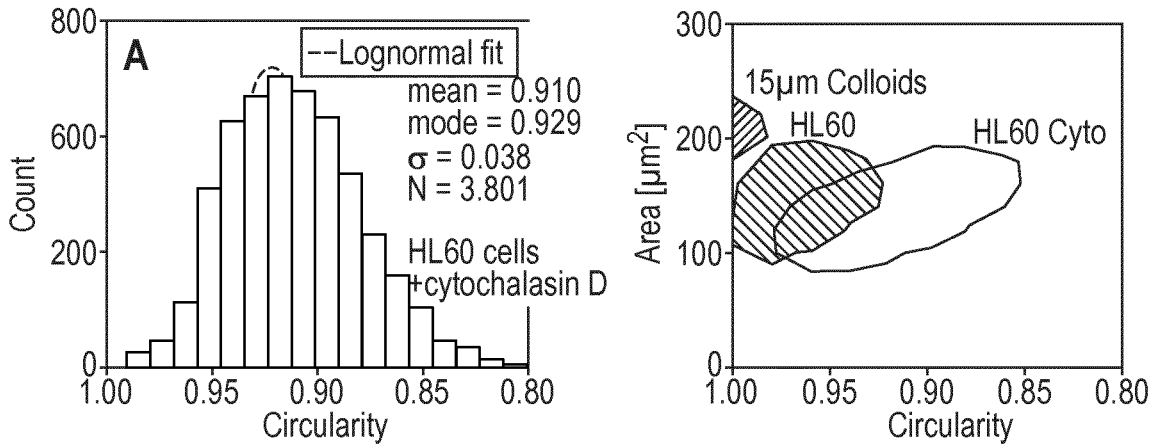 A
--Lognormal fit
mean = 0.910
mode = 0.929
σ = 0.038
N = 3.801
HL60 cells
+cytochalasin D
Count
800
600
200
0
1.00 0.95 0.90 0.85 0.80
Circularity
15µm Colloids
HL60
HL60 Cyto
Area [µm²]
300
200
100
0
1.00 0.95 0.90 0.85 0.80
Circularity